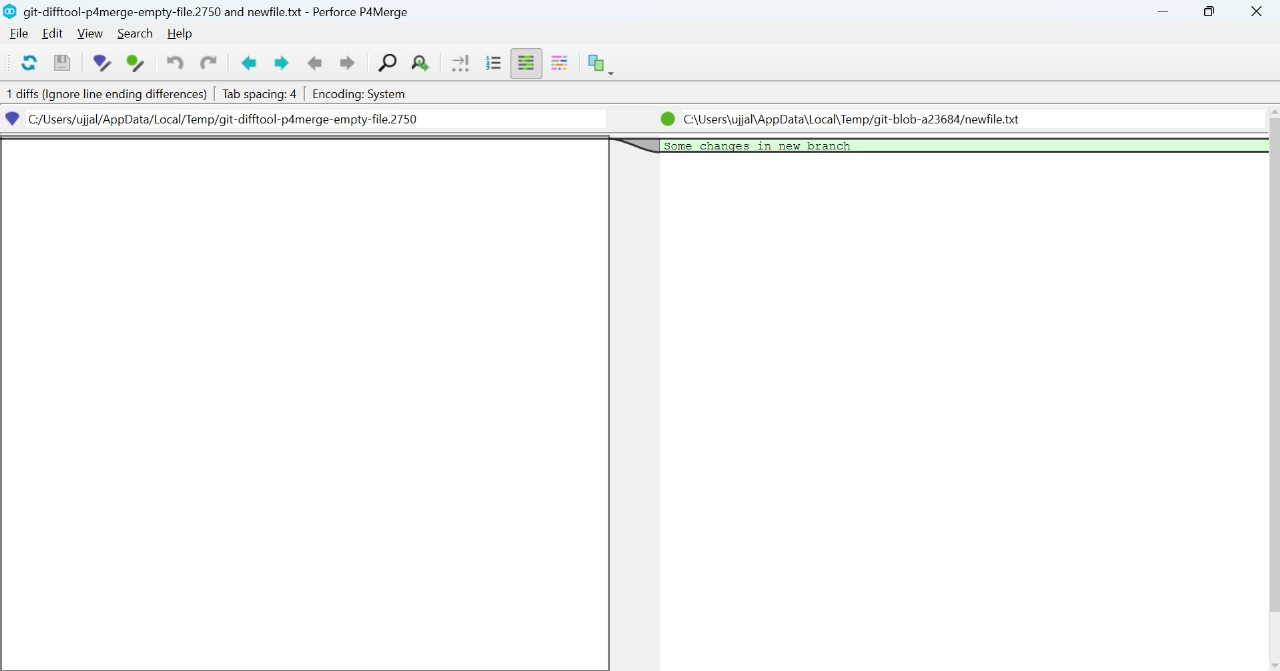 git-difftool-p4merge-empty-file.2750 and newfile.txt - Perforce P4Merge
File Edit View Search Help
1 diffs (Ignore line ending differences) Tab spacing: 4 Encoding: System
C:/Users/ujjal/AppData/Local/Temp/git-difftool-p4merge-empty-file.2750
C:\Users\ujjal\AppData\Local\Temp/git-blob-a23684/newfile.txt
Some changes in new branch